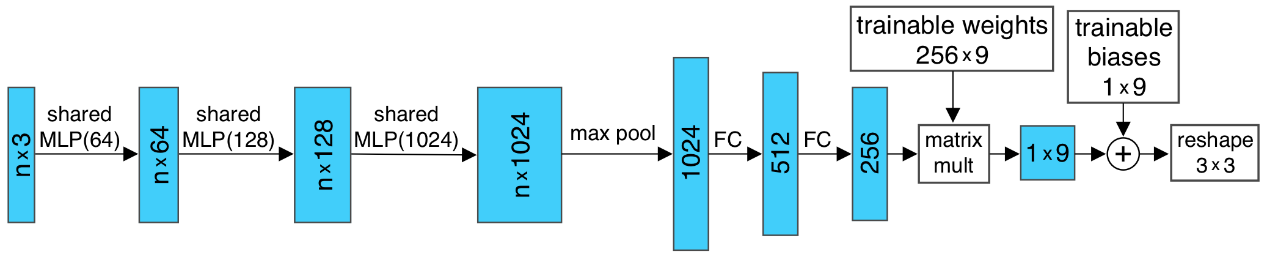 n×3
shared
MLP(64)
n×64
shared
MLP(128)
n×128
shared
MLP(1024)
n×1024
max pool
1024
FC
512
FC
256
trainable weights
256×9
matrix
mult
1×9
trainable
biases
1×9
+
reshape
3×3